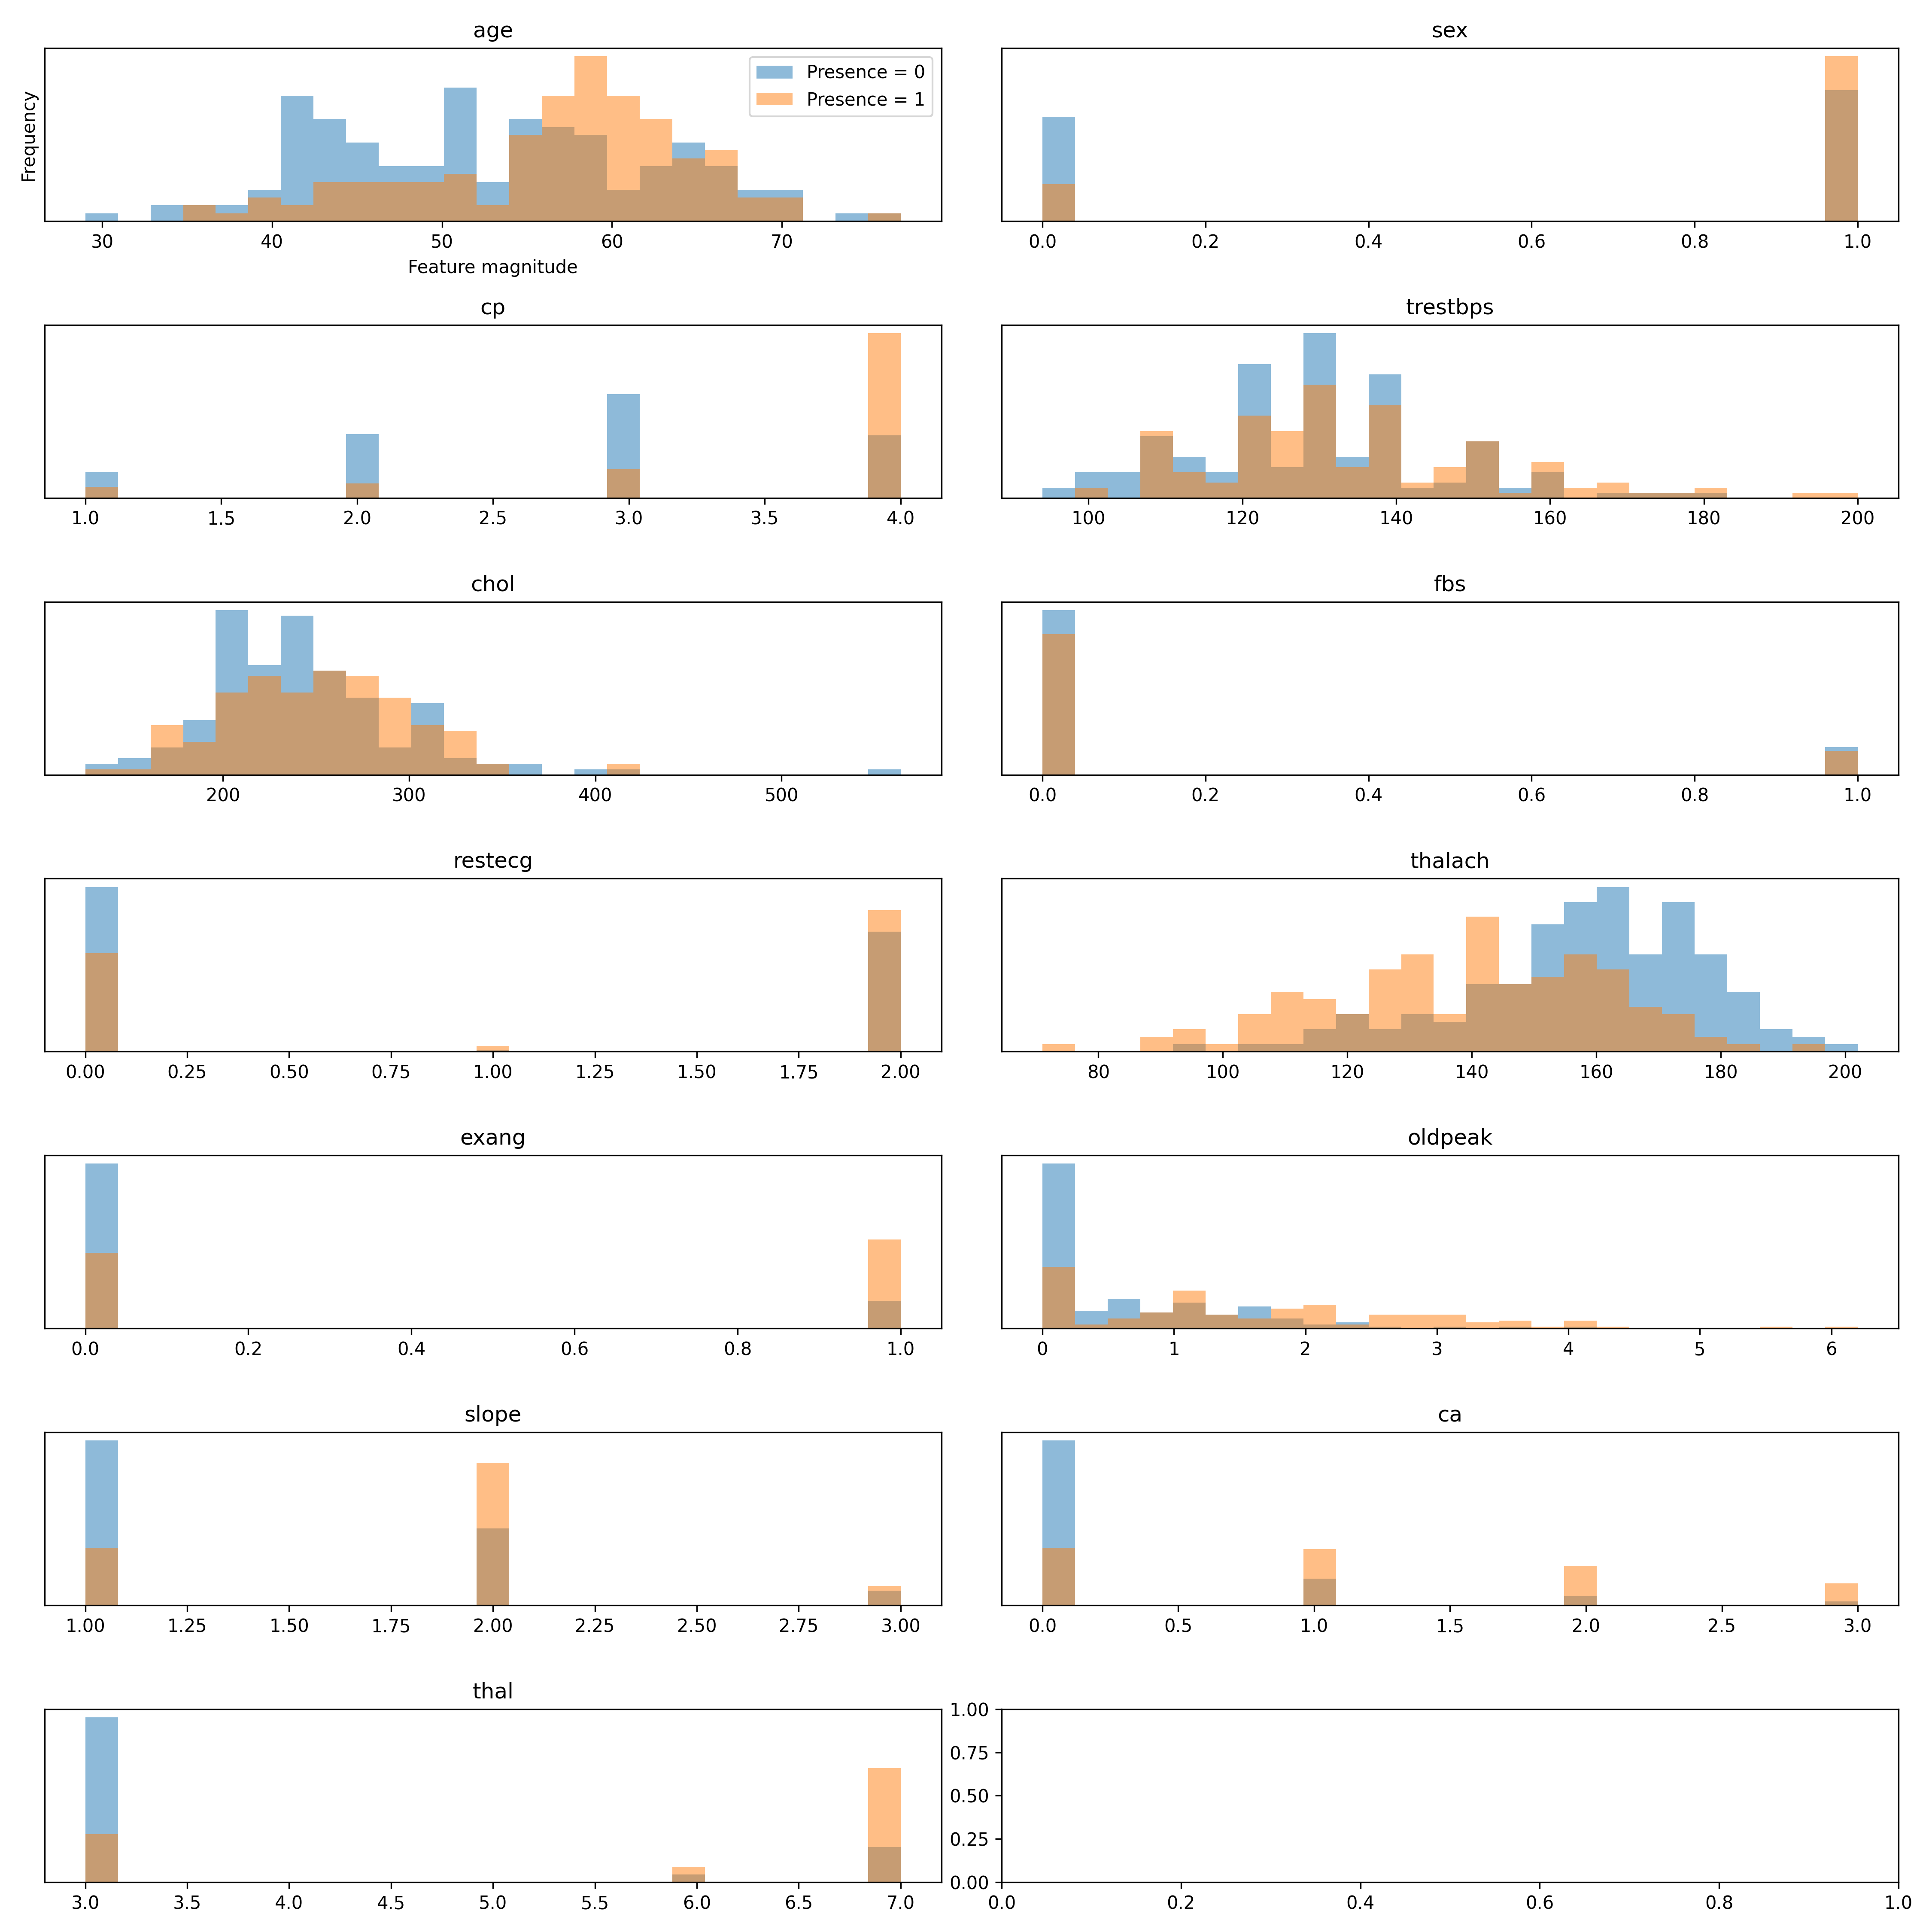 age
Frequency
Presence = 0
Presence = 1
30 40 50 60 70
Feature magnitude
sex
0.0 0.2 0.4 0.6 0.8 1.0
cp
1.0 1.5 2.0 2.5 3.0 3.5 4.0
trestbps
100 120 140 160 180 200
chol
200 300 400 500
fbs
0.0 0.2 0.4 0.6 0.8 1.0
restecg
0.00 0.25 0.50 0.75 1.00 1.25 1.50 1.75 2.00
thalach
80 100 120 140 160 180 200
exang
0.0 0.2 0.4 0.6 0.8 1.0
oldpeak
0 1 2 3 4 5 6
slope
1.00 1.25 1.50 1.75 2.00 2.25 2.50 2.75 3.00
ca
0.0 0.5 1.0 1.5 2.0 2.5 3.0
thal
3.0 3.5 4.0 4.5 5.0 5.5 6.0 6.5 7.0
1.00
0.75
0.50
0.25
0.00
0.0 0.2 0.4 0.6 0.8 1.0